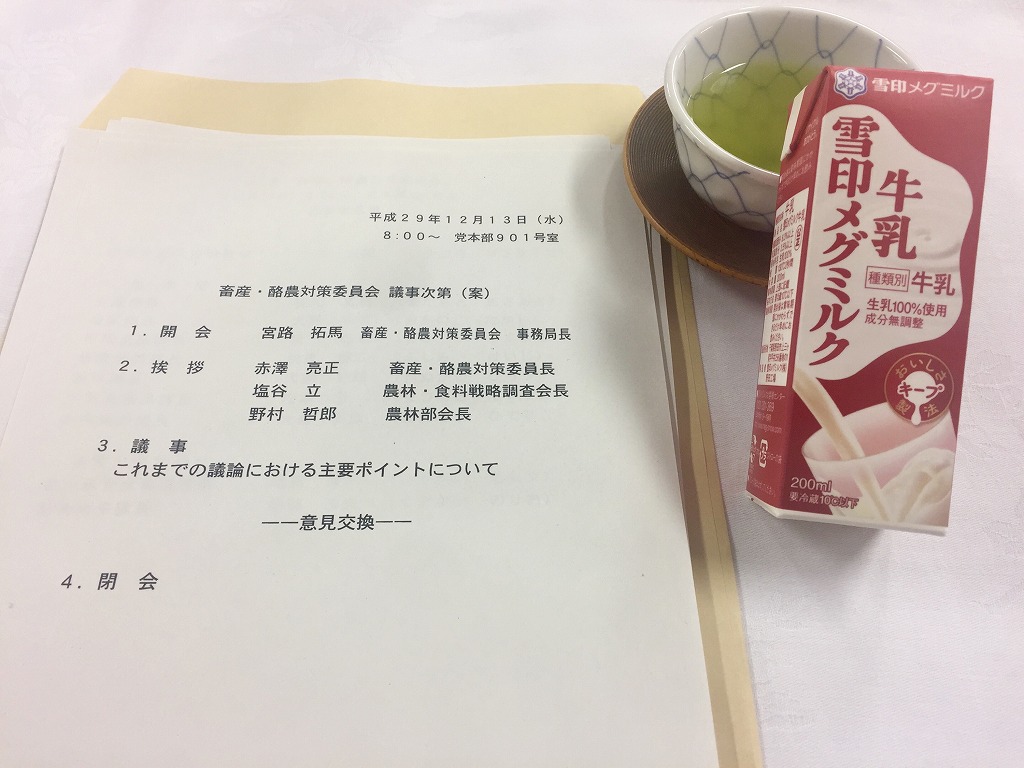 平成29年12月13日（水）
8:00～　党本部901号室
畜産・酪農対策委員会 議事次第（案）
1. 開　会　　宮路　拓馬　畜産・酪農対策委員会　事務局長
2. 挨　拶　　赤澤　亮正　　畜産・酪農対策委員長
塩谷　立　　農林・食料戦略調査会長
野村　哲郎　　農林部会長
3. 議　事
これまでの議論における主要ポイントについて
――意見交換――
4. 閉　会
雪印メグミルク
牛乳
雪印メグミルク
種類別 牛乳
生乳100%使用
成分無調整
おいしさ
キープ
製法
200ml
要冷蔵10℃以下